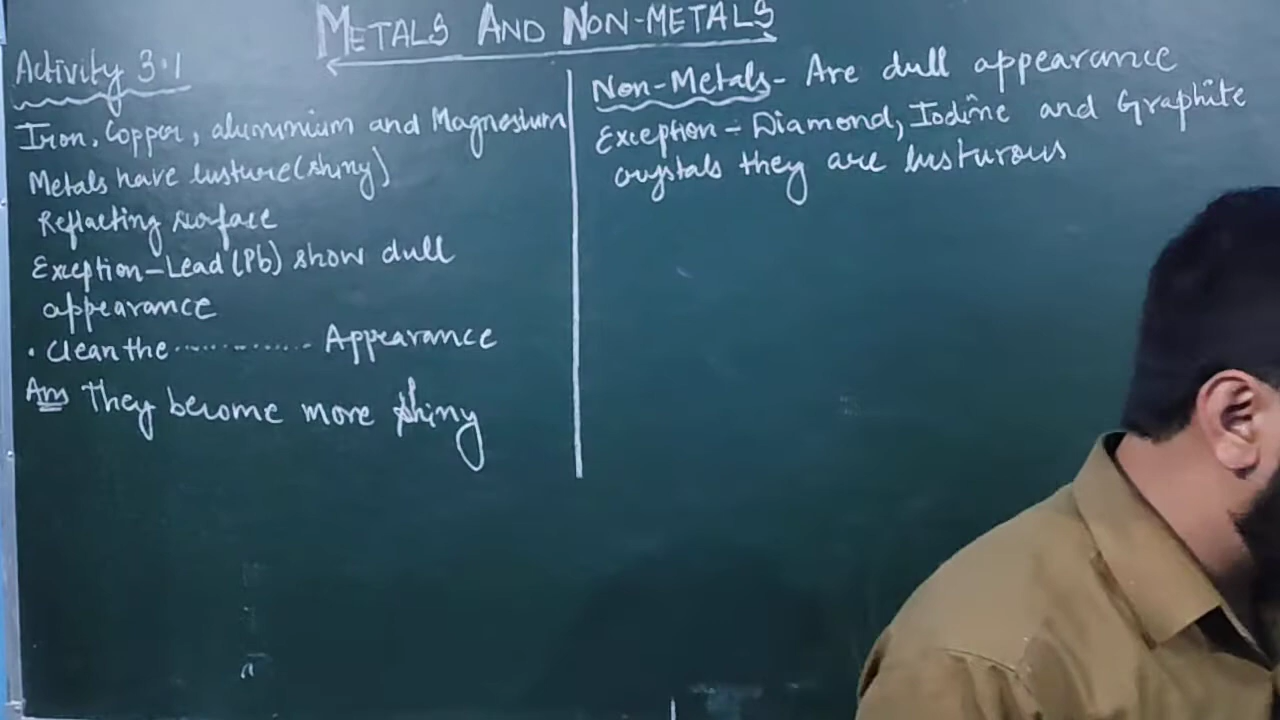 METALS AND NON-METALS
Activity 3.1
Iron, Copper, aluminium and Magnesium
Metals have lusture(shiny)
Reflacting surface
Exception-Lead(Pb) show dull
appearance
• Clean the .............. Appearance
Ans They become more shiny
Non-Metals- Are dull appearance
Exception - Diamond, Iodine and Graphite
crystals they are lusturous